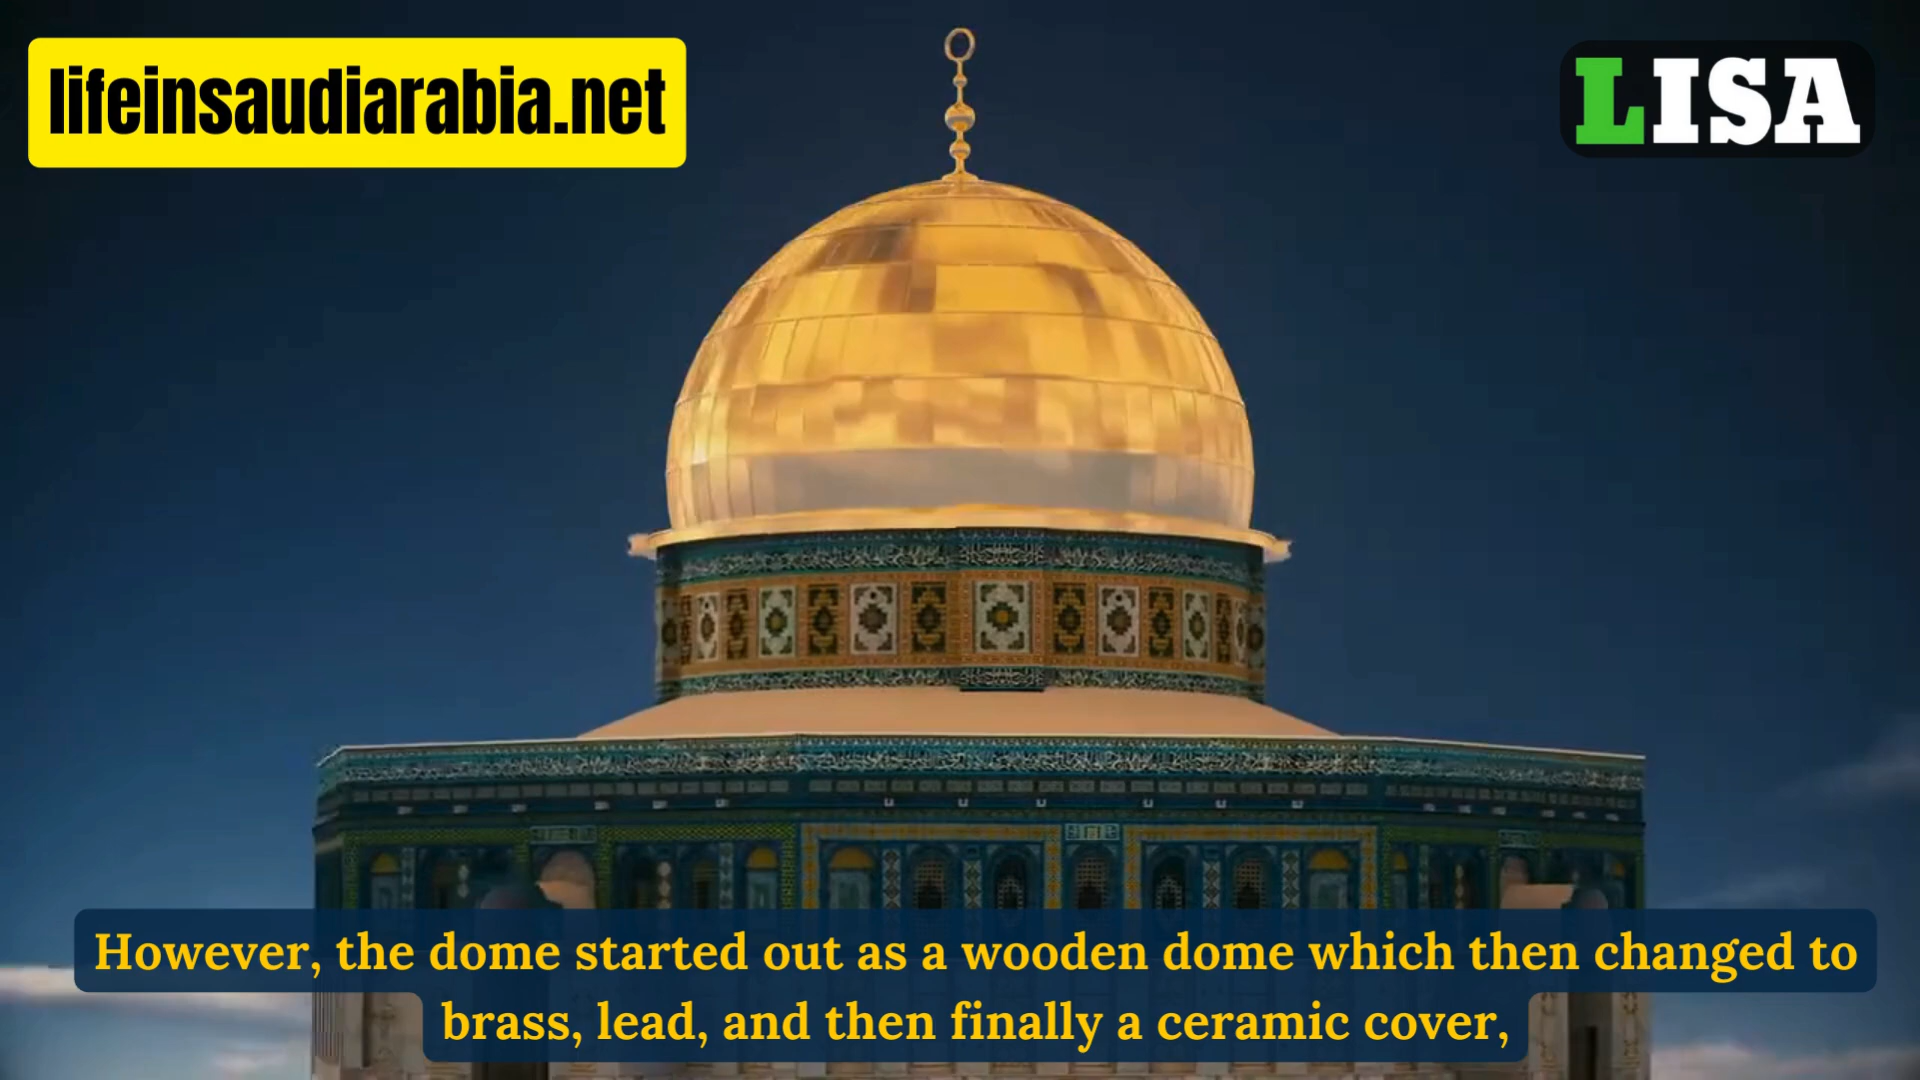 lifeinsaudiarabia.net
LISA
However, the dome started out as a wooden dome which then changed to
brass, lead, and then finally a ceramic cover,